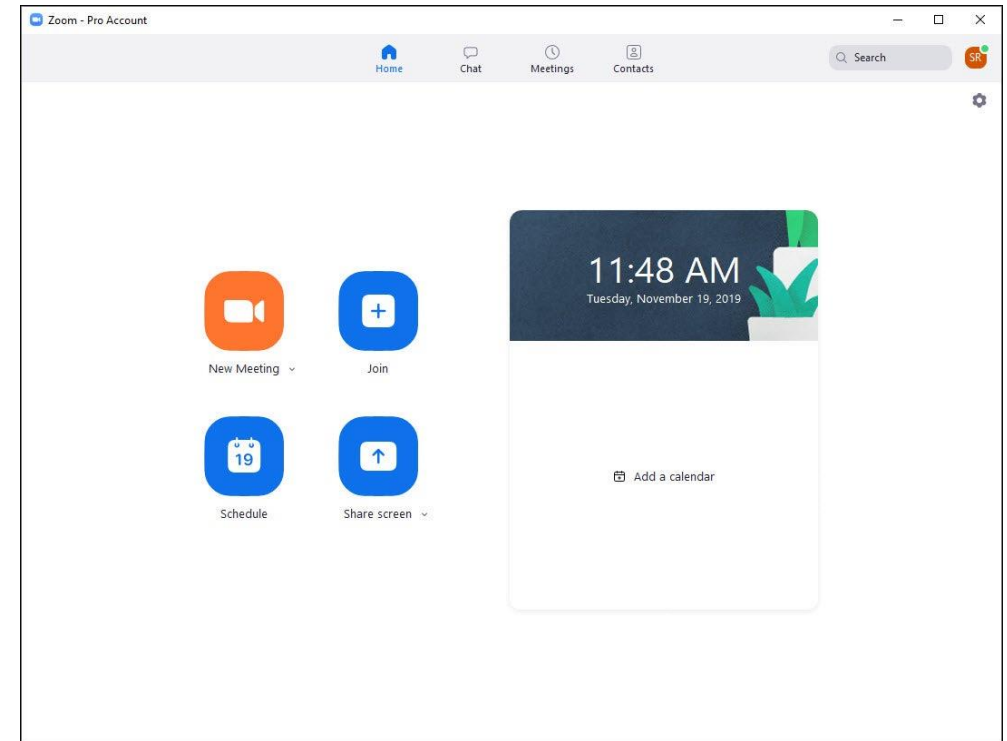 Zoom - Pro Account
Home
Chat
Meetings
Contacts
Search
SR
11:48 AM
Tuesday, November 19, 2019
New Meeting
Join
19
Schedule
Share screen
Add a calendar